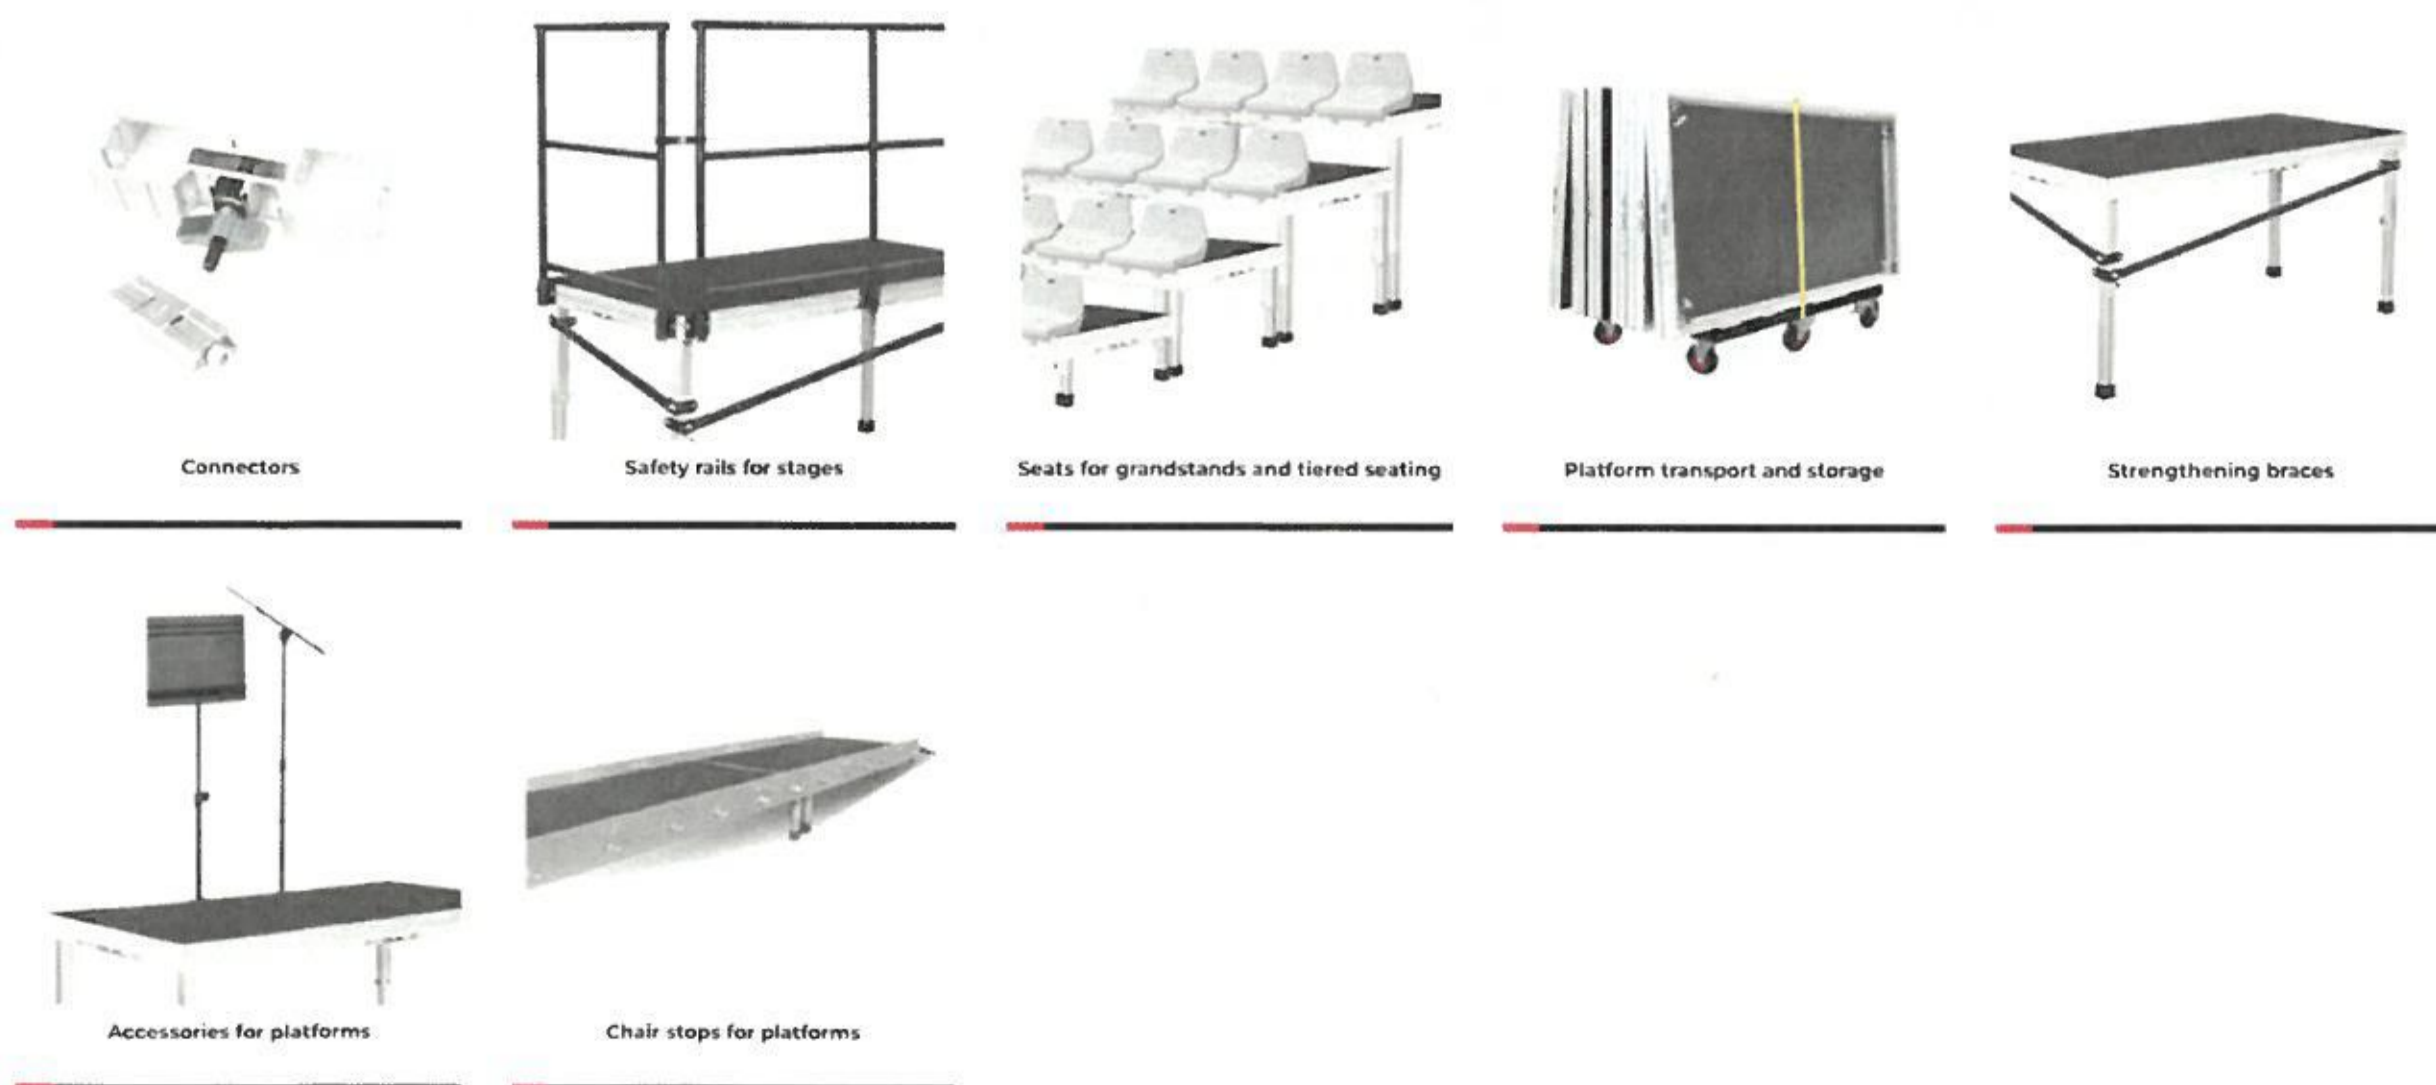 Connectors
Safety rails for stages
Seats for grandstands and tiered seating
Platform transport and storage
Strengthening braces
Accessories for platforms
Chair stops for platforms